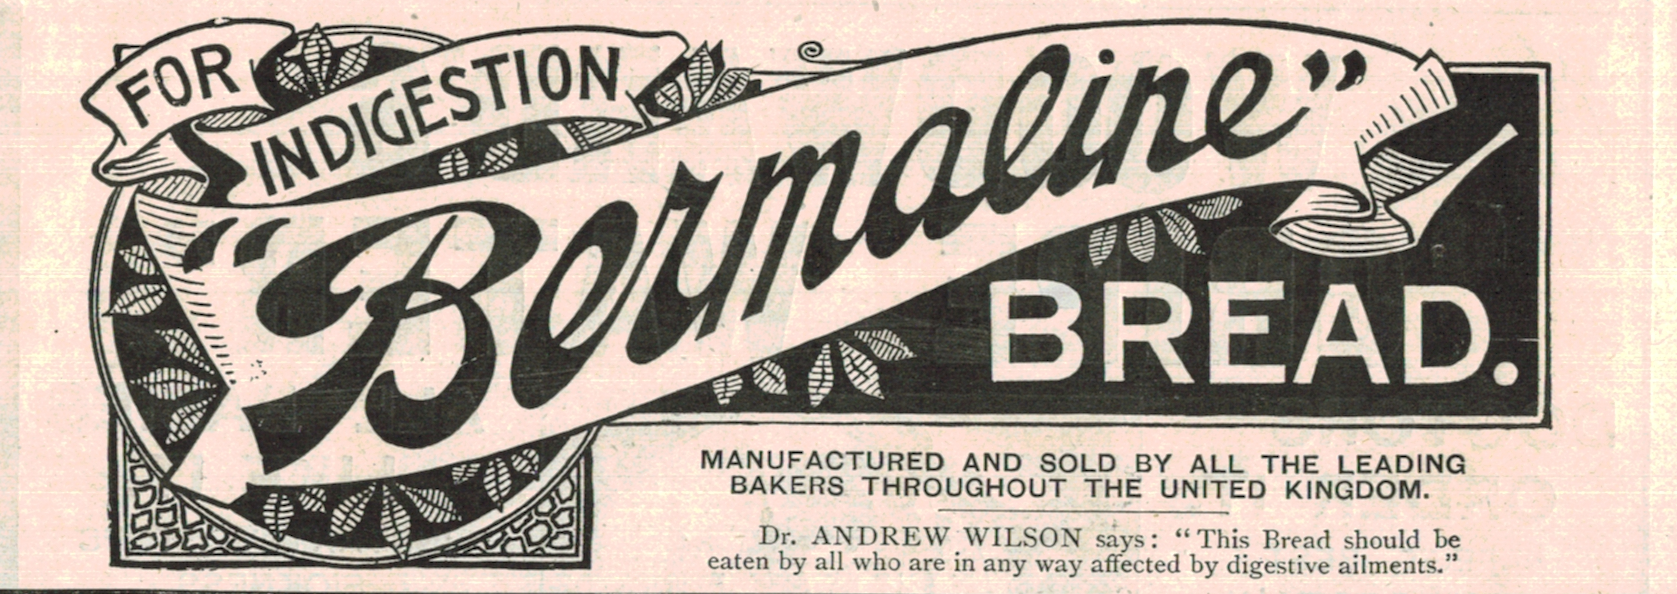 FOR
INDIGESTION
"Bermaline"
BREAD.
MANUFACTURED AND SOLD BY ALL THE LEADING
BAKERS THROUGHOUT THE UNITED KINGDOM.
Dr. ANDREW WILSON says: "This Bread should be
eaten by all who are in any way affected by digestive ailments."